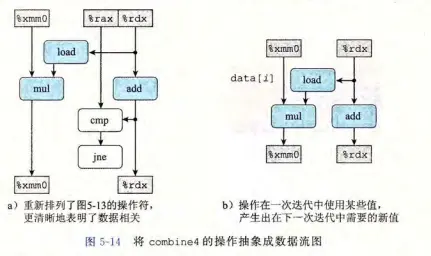 %xmm0 %rax %rdx
load
mul add
cmp
jne
%xmm0 %rdx
a）重新排列了图5-13的操作符，
更清晰地表明了数据相关
%xmm0 %rdx
data[i] load
mul add
%xmm0 %rdx
b）操作在一次迭代中使用某些值，
产生出在下一次迭代中需要的新值
图 5-14 将 combine4 的操作抽象成数据流图